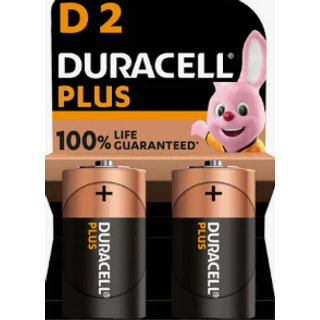 D 2
DURACELL
PLUS
100% LIFE GUARANTEED*
+
DURACELL
PLUS
+
DURACELL
PLUS